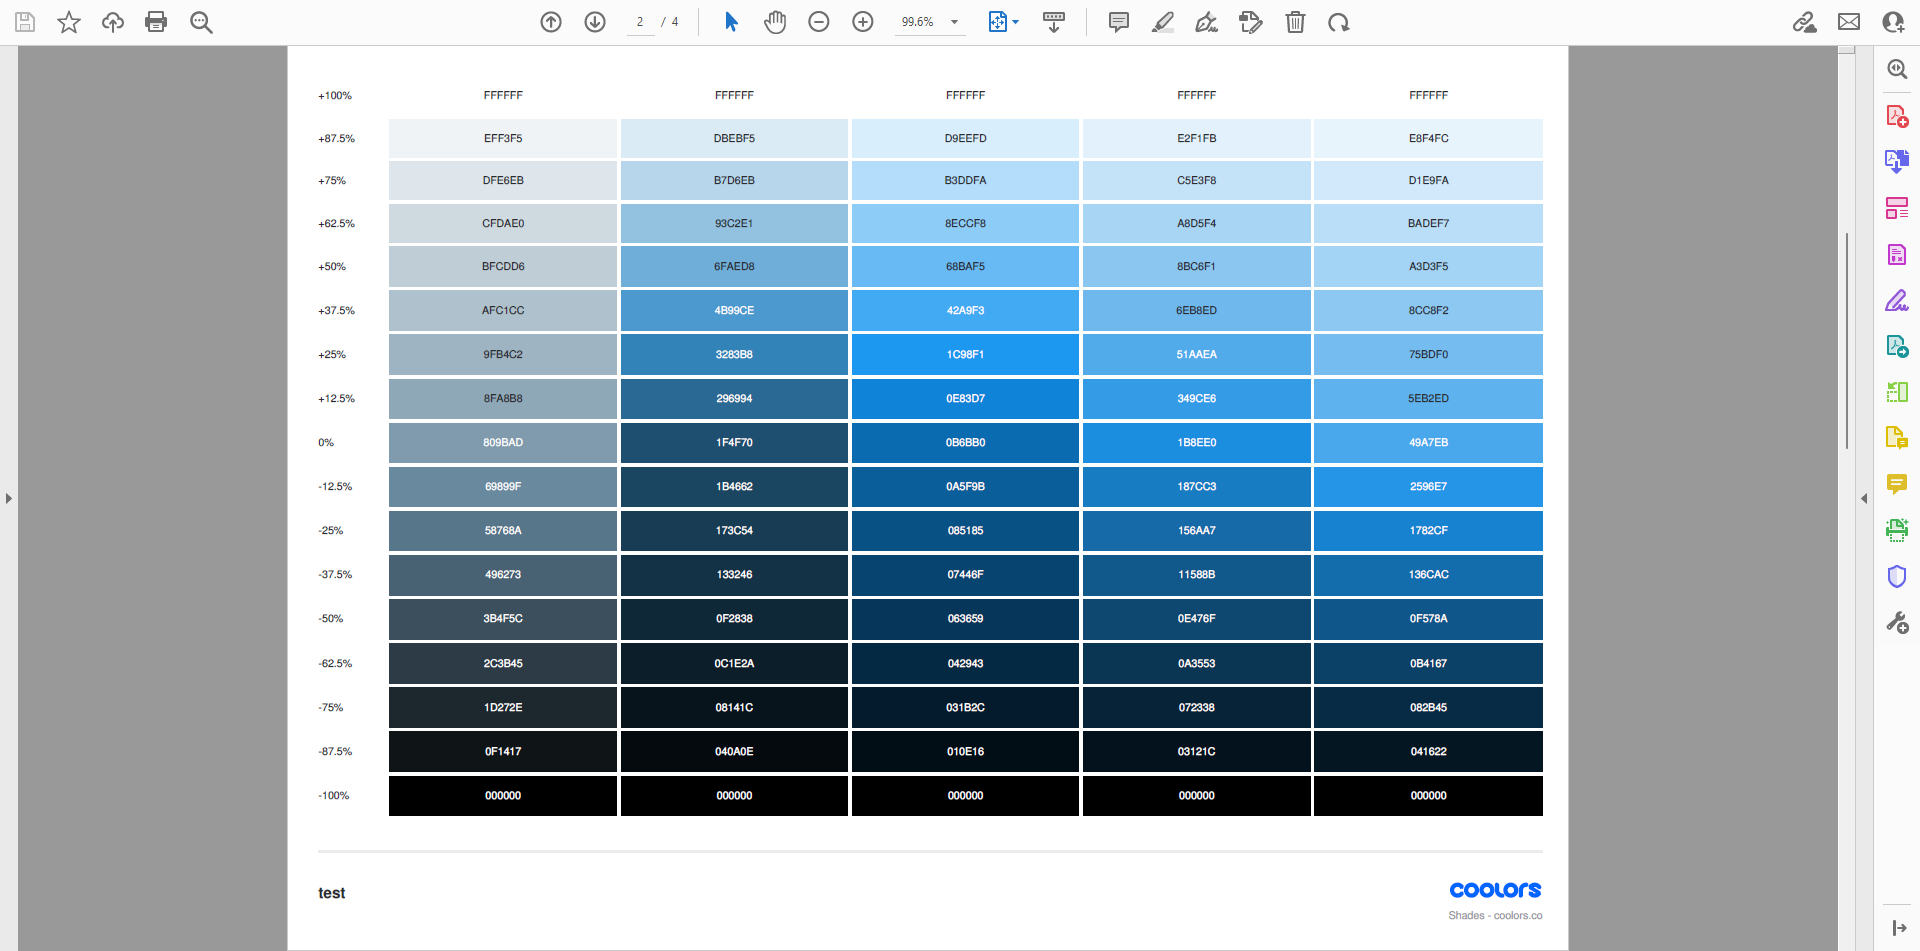 2 / 4 99.6%
+100% FFFFFF FFFFFF FFFFFF FFFFFF FFFFFF
+87.5% EFF3F5 DBEBF5 D9EEFD E2F1FB E8F4FC
+75% DFE6EB B7D6EB B3DDFA C5E3F8 D1E9FA
+62.5% CFDAE0 93C2E1 8ECCF8 A8D5F4 BADEF7
+50% BFCDD6 6FAED8 68BAF5 8BC6F1 A3D3F5
+37.5% AFC1CC 4B99CE 42A9F3 6EB8ED 8CC8F2
+25% 9FB4C2 3283B8 1C98F1 51AAEA 75BDF0
+12.5% 8FA8B8 296994 0E83D7 349CE6 5EB2ED
0% 809BAD 1F4F70 0B6BB0 1B8EE0 49A7EB
-12.5% 69899F 1B4662 0A5F9B 187CC3 2596E7
-25% 58768A 173C54 085185 156AA7 1782CF
-37.5% 496273 133246 07446F 11588B 136CAC
-50% 3B4F5C 0F2838 063659 0E476F 0F578A
-62.5% 2C3B45 0C1E2A 042943 0A3553 0B4167
-75% 1D272E 08141C 031B2C 072338 082B45
-87.5% 0F1417 040A0E 010E16 03121C 041622
-100% 000000 000000 000000 000000 000000
test coolors
Shades - coolors.co